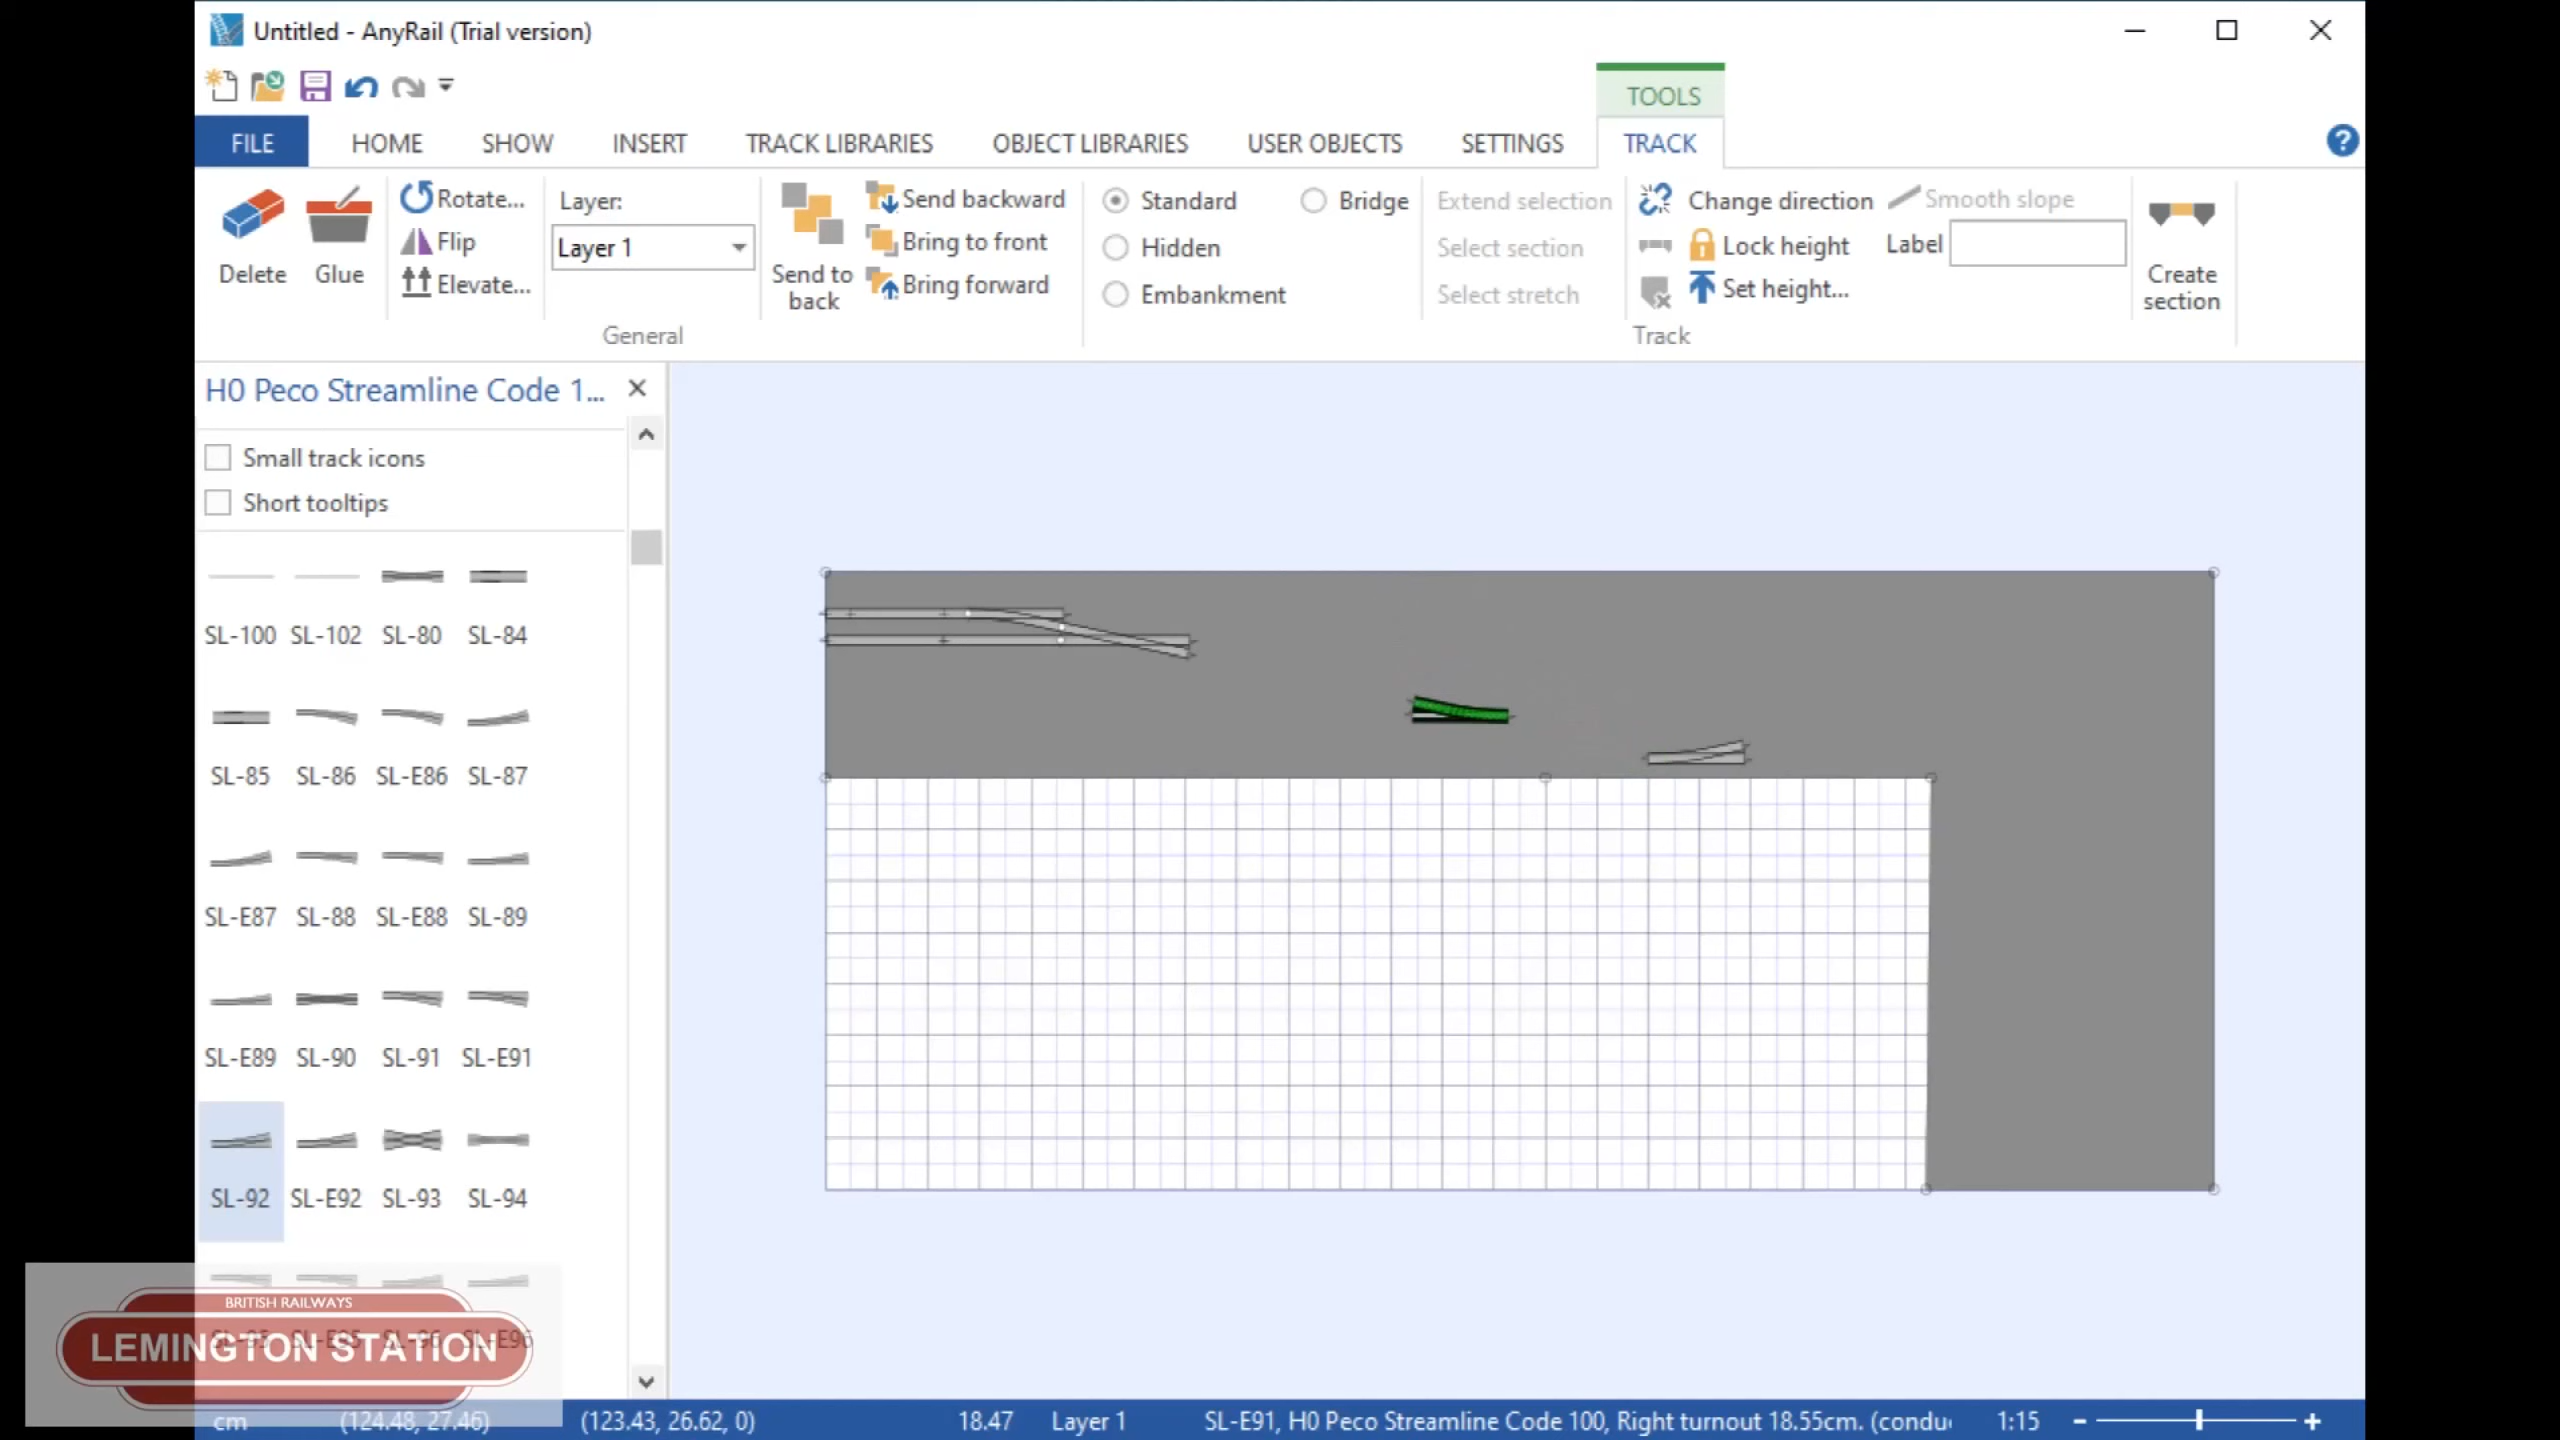 Untitled - AnyRail (Trial version)
TOOLS
FILE HOME SHOW INSERT TRACK LIBRARIES OBJECT LIBRARIES USER OBJECTS SETTINGS TRACK
?
Delete
Glue
Rotate...
Flip
Elevate...
Layer:
Layer 1
General
Send to
back
Send backward
Bring to front
Bring forward
Standard
Bridge
Hidden
Embankment
Extend selection
Select section
Select stretch
Change direction
Lock height
Set height...
Smooth slope
Label
Track
Create
section
H0 Peco Streamline Code 1...
Small track icons
Short tooltips
SL-100 SL-102 SL-80 SL-84
SL-85 SL-86 SL-E86 SL-87
SL-E87 SL-88 SL-E88 SL-89
SL-E89 SL-90 SL-91 SL-E91
SL-92 SL-E92 SL-93 SL-94
BRITISH RAILWAYS
LEMINGTON STATION
cm (124.48, 27.46) (123.43, 26.62, 0) 18.47 Layer 1 SL-E91, H0 Peco Streamline Code 100, Right turnout 18.55cm. (condu 1:15